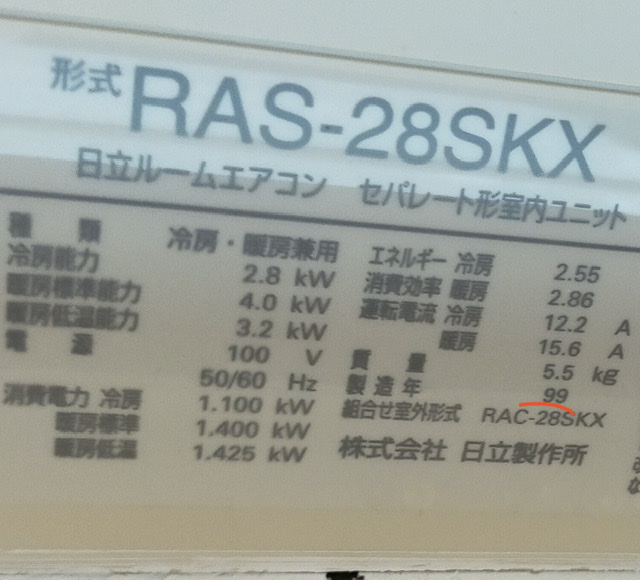 形式 RAS-28SKX
日立ルームエアコン セパレート形室内ユニット
種類 冷房・暖房兼用
冷房能力 2.8 kW
暖房標準能力 4.0 kW
暖房低温能力 3.2 kW
電源 100 V
50/60 Hz
消費電力 冷房 1.100 kW
暖房標準 1.400 kW
暖房低温 1.425 kW
エネルギー 冷房 2.55
消費効率 暖房 2.86
運転電流 冷房 12.2 A
暖房 15.6 A
質量 5.5 kg
製造年 99
組合せ室外形式 RAC-28SKX
株式会社 日立製作所